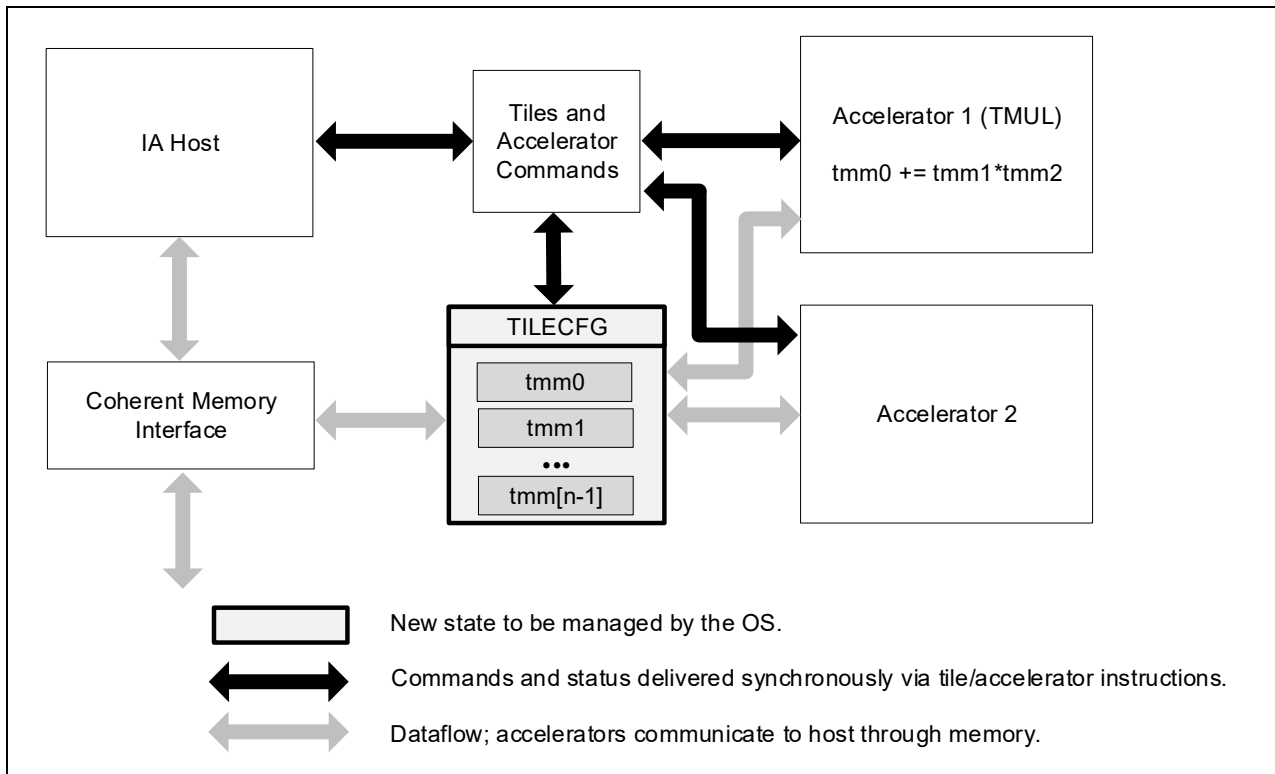 IA Host
Tiles and
Accelerator
Commands
Accelerator 1 (TMUL)
tmm0 += tmm1*tmm2
TILECFG
tmm0
tmm1
•••
tmm[n-1]
Coherent Memory
Interface
Accelerator 2
New state to be managed by the OS.
Commands and status delivered synchronously via tile/accelerator instructions.
Dataflow; accelerators communicate to host through memory.